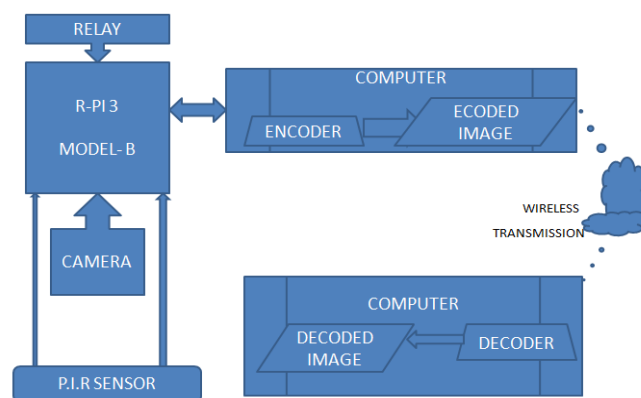 RELAY
R-PI 3
MODEL- B
CAMERA
P.I.R SENSOR
COMPUTER
ENCODER
ECODED
IMAGE
WIRELESS
TRANSMISSION
COMPUTER
DECODED
IMAGE
DECODER